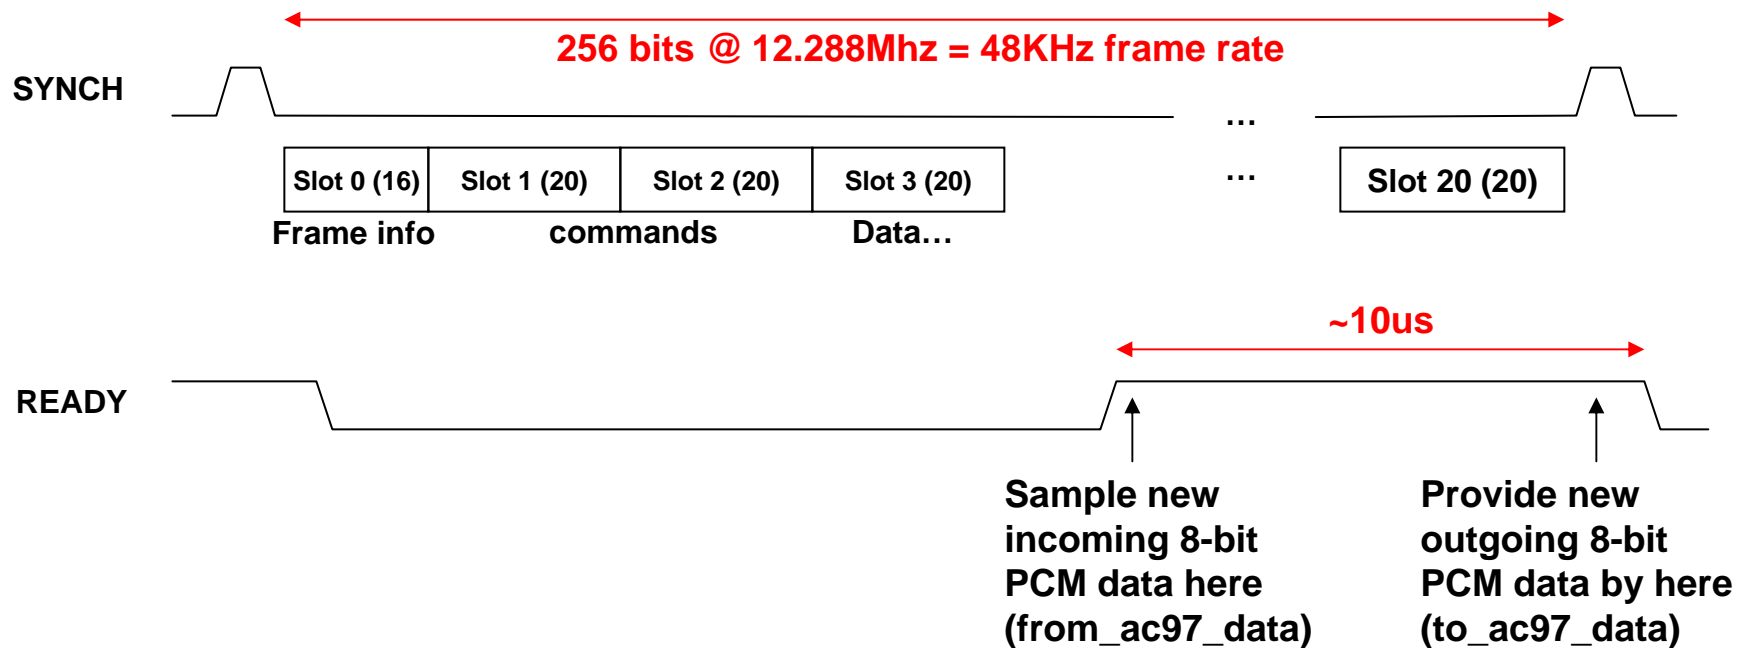 256 bits @ 12.288Mhz = 48KHz frame rate
SYNCH
…
Slot 0 (16) Slot 1 (20) Slot 2 (20) Slot 3 (20) … Slot 20 (20)
Frame info commands Data…
~10us
READY
Sample new
incoming 8-bit
PCM data here
(from_ac97_data)
Provide new
outgoing 8-bit
PCM data by here
(to_ac97_data)